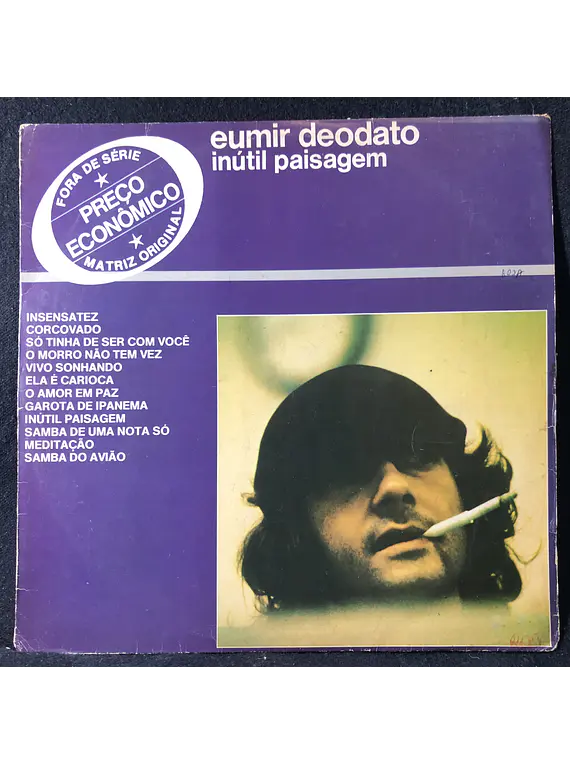 eumir deodato
inútil paisagem
FORA DE SÉRIE
PREÇO
ECONÔMICO
MATRIZ ORIGINAL
INSENSATEZ
CORCOVADO
SÓ TINHA DE SER COM VOCÊ
O MORRO NÃO TEM VEZ
VIVO SONHANDO
ELA É CARIOCA
O AMOR EM PAZ
GAROTA DE IPANEMA
INÚTIL PAISAGEM
SAMBA DE UMA NOTA SÓ
MEDITAÇÃO
SAMBA DO AVIÃO